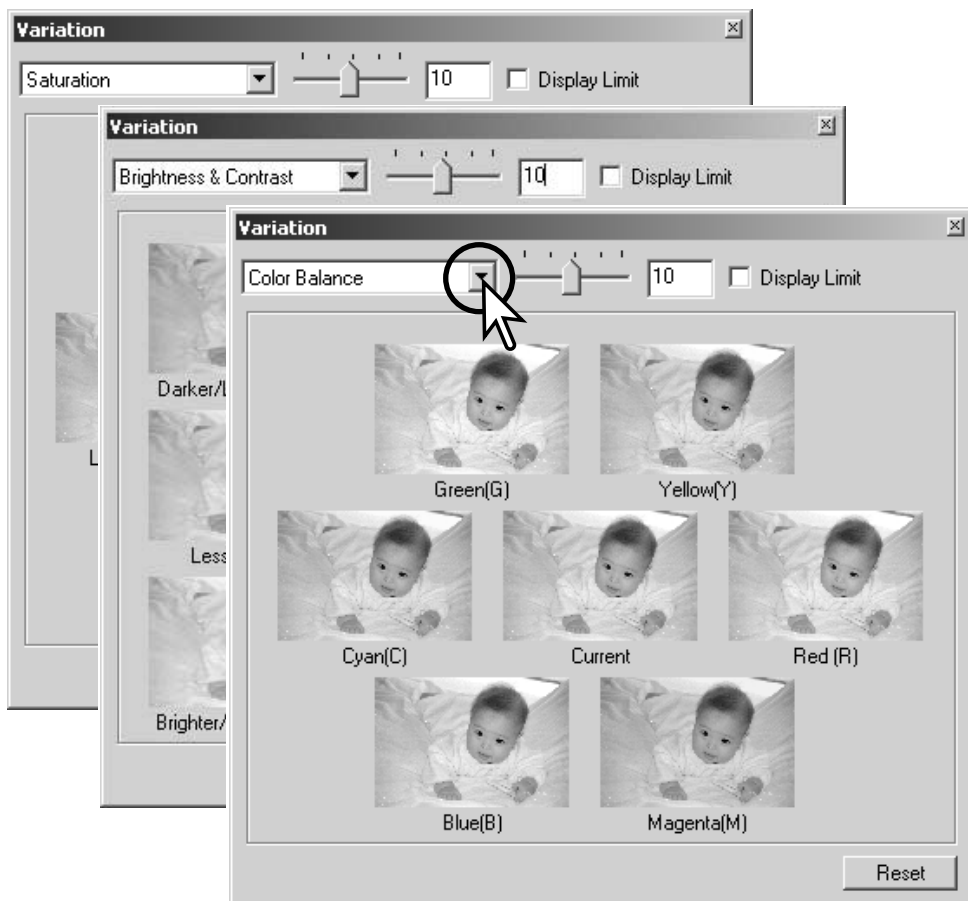 Variation
Saturation 10 Display Limit
Variation
Brightness & Contrast 10 Display Limit
Variation
Color Balance 10 Display Limit
Darker/
Green(G) Yellow(Y)
L
Less
Cyan(C) Current Red (R)
Brighter/
Blue(B) Magenta(M)
Reset